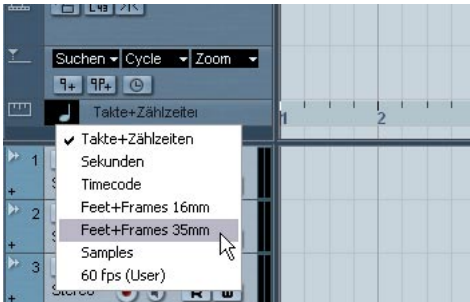 Suchen Cycle Zoom
Takte+Zählzeiten
1 2
Takte+Zählzeiten
Sekunden
1
Timecode
Feet+Frames 16mm
2
Feet+Frames 35mm
Samples
3
60 fps (User)
Stereo R W